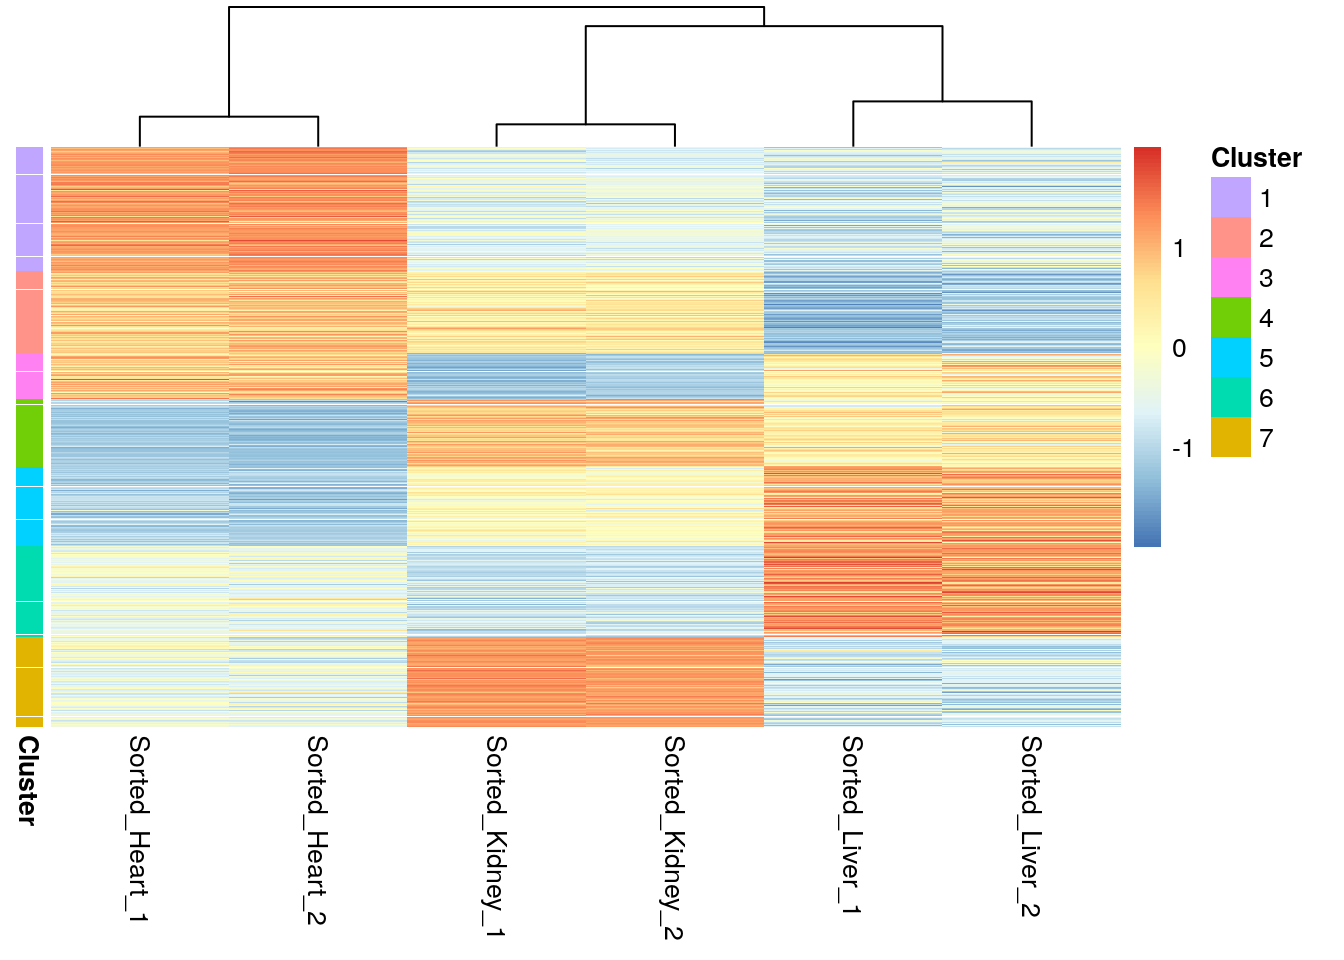 Cluster
1
2
3
4
5
6
7
1
0
-1
Cluster
Sorted_Heart_1
Sorted_Heart_2
Sorted_Kidney_1
Sorted_Kidney_2
Sorted_Liver_1
Sorted_Liver_2